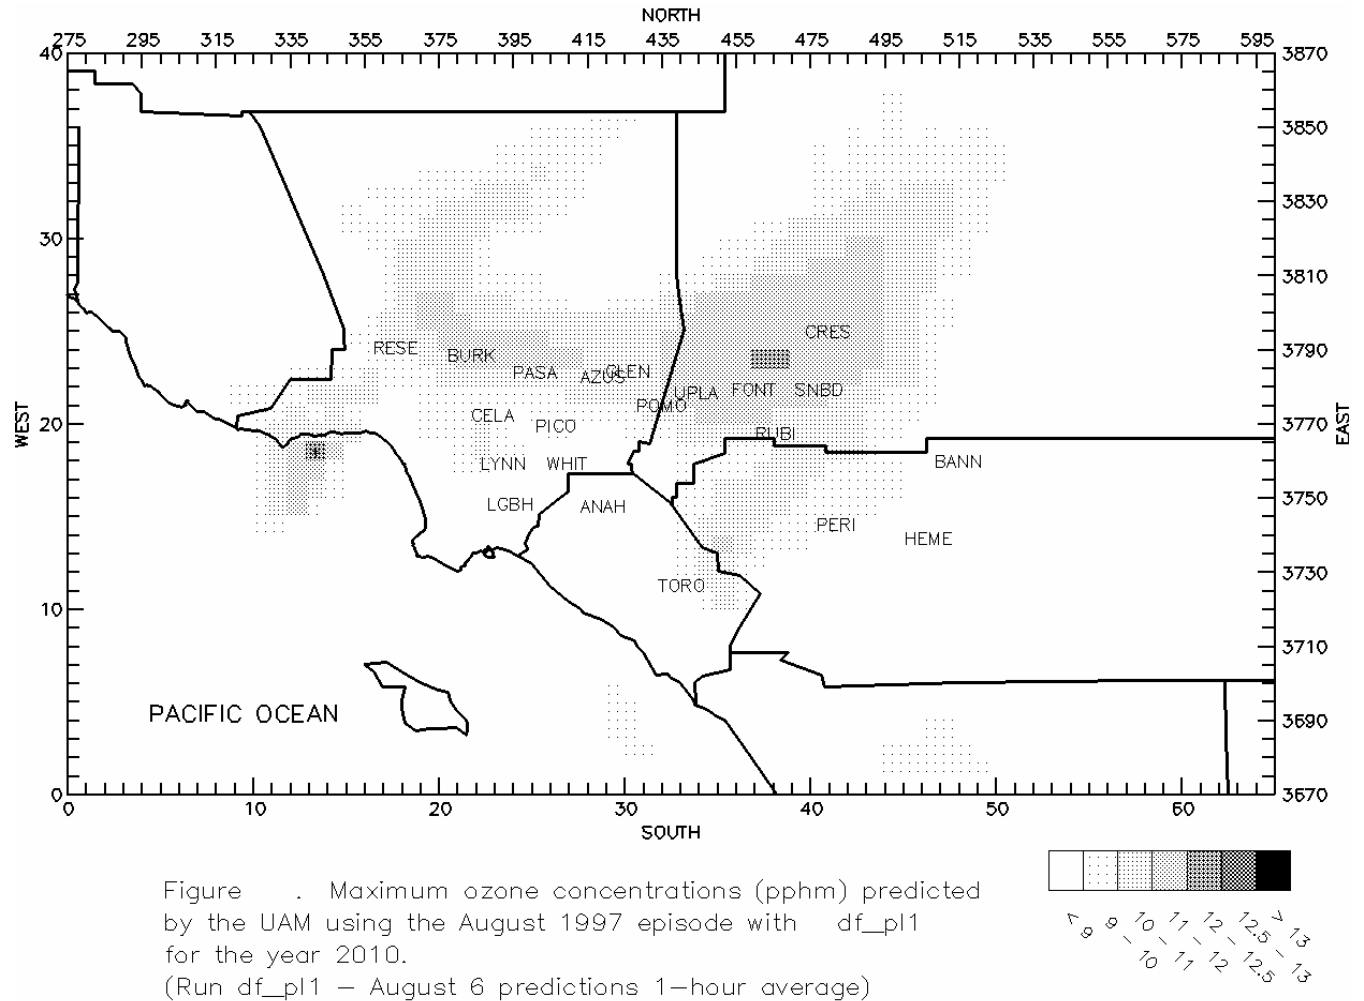 NORTH
275 295 315 335 355 375 395 415 435 455 475 495 515 535 555 575 595
40 3870
3850
3830
30
3810
CRES
RESE BURK 3790
PASA AZUS GLEN
UPLA FONT SNBD
POMO 3770
CELA
WEST 20 PICO RUBI EAST
LYNN WHIT BANN
LGBH ANAH 3750
PERI
HEME
TORO 3730
10
3710
PACIFIC OCEAN 3690
0 3670
0 10 20 30 40 50 60
SOUTH
Figure . Maximum ozone concentrations (pphm) predicted
by the UAM using the August 1997 episode with df_pl1
for the year 2010.
(Run df_pl1 – August 6 predictions 1–hour average)
< 9
9 – 10
10 – 11
11 – 12
12 – 12.5
12.5 – 13
> 13